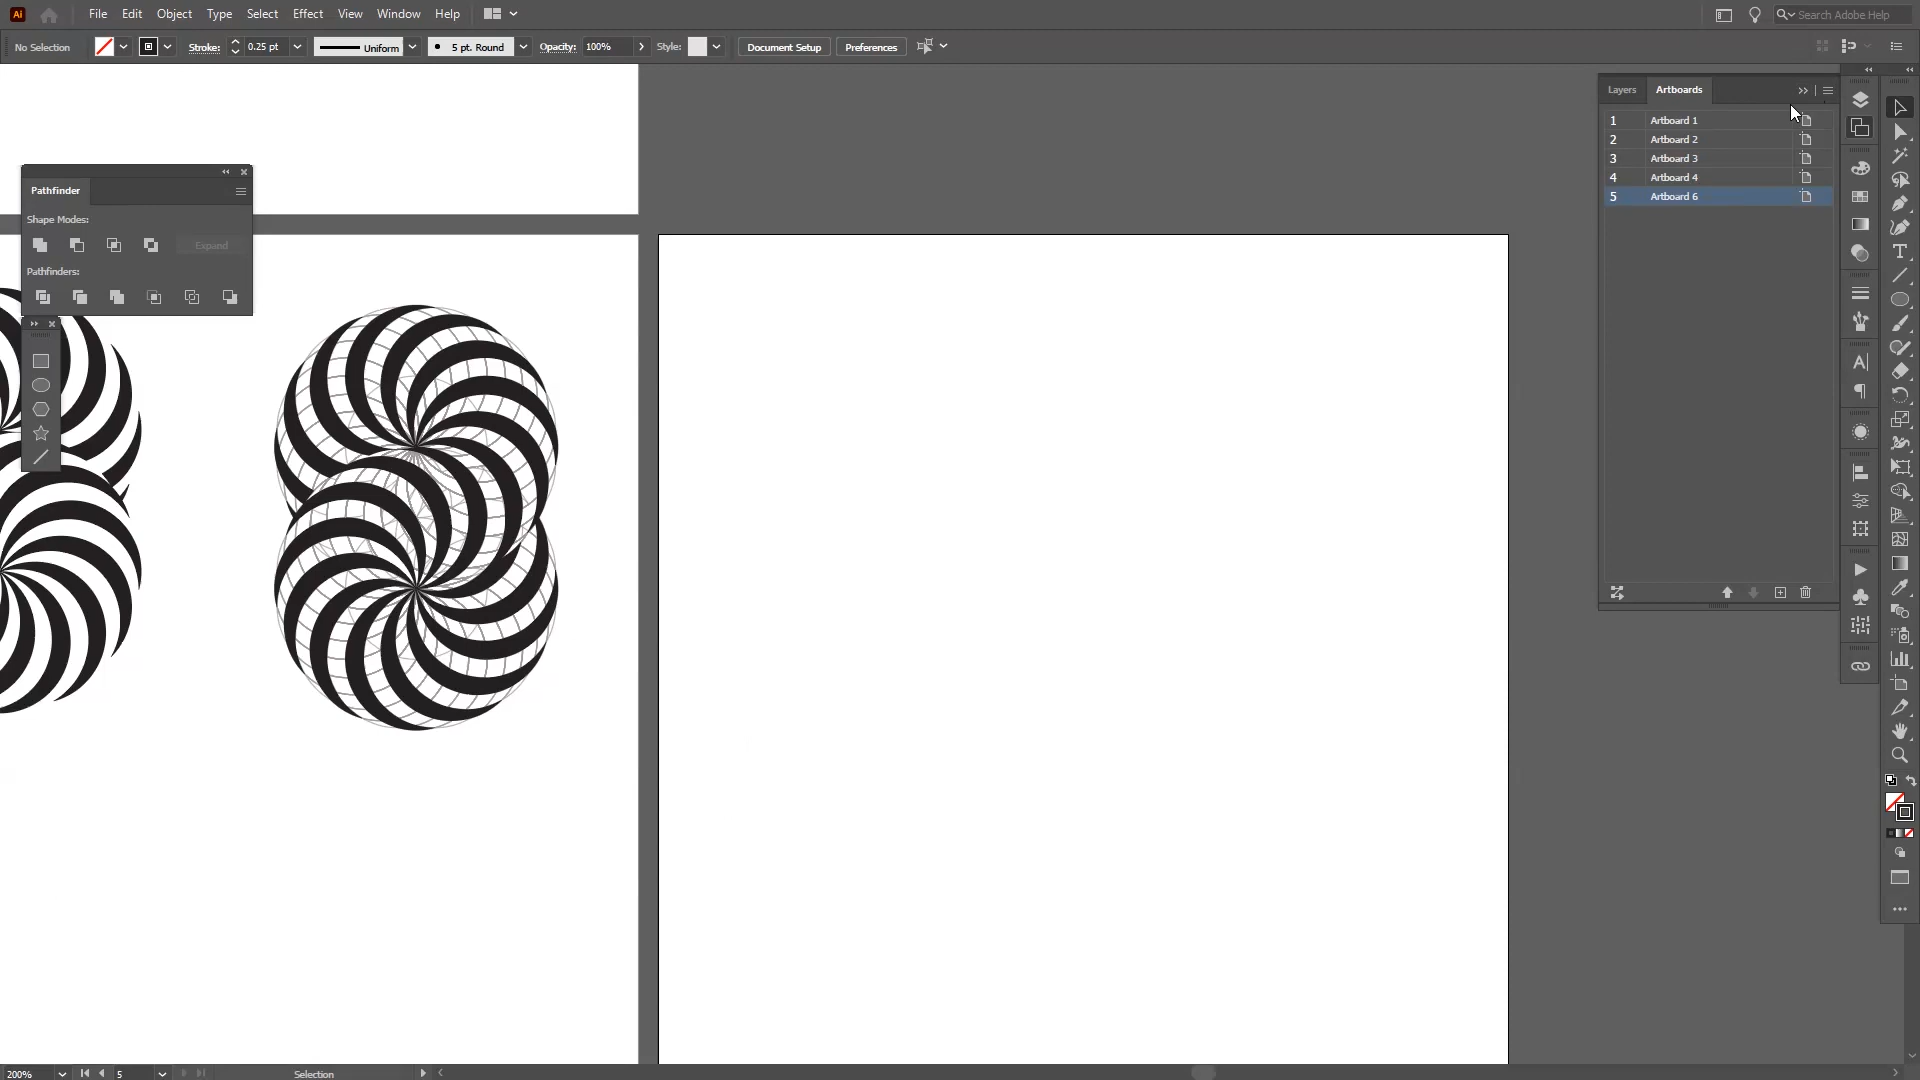 Ai File Edit Object Type Select Effect View Window Help Search Adobe Help
No Selection Stroke: 0.25 pt Uniform 5 pt. Round Opacity: 100% Style: Document Setup Preferences
Layers Artboards
1 Artboard 1
2 Artboard 2
3 Artboard 3
4 Artboard 4
5 Artboard 6
Pathfinder
Shape Modes:
Expand
Pathfinders:
200% 5 Selection